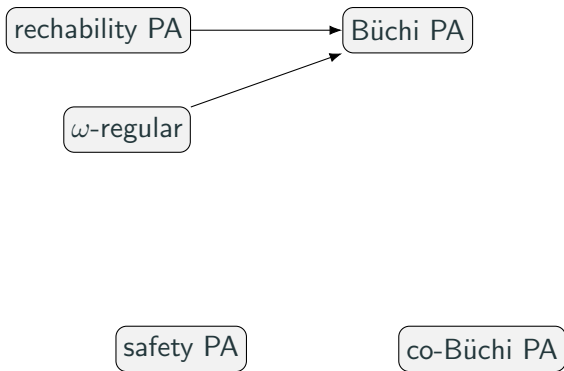 rechability PA
Büchi PA
ω-regular
safety PA
co-Büchi PA